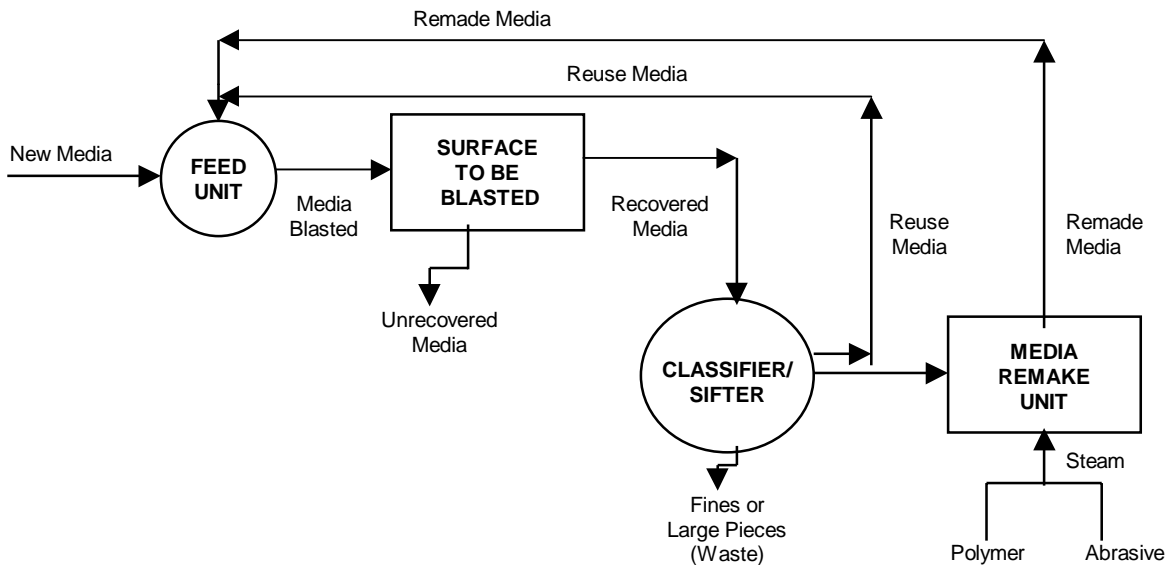 Remade Media
Reuse Media
New Media
FEED
UNIT
Media
Blasted
SURFACE
TO BE
BLASTED
Unrecovered
Media
Recovered
Media
CLASSIFIER/
SIFTER
Fines or
Large Pieces
(Waste)
Reuse
Media
Remade
Media
MEDIA
REMAKE
UNIT
Steam
Polymer
Abrasive